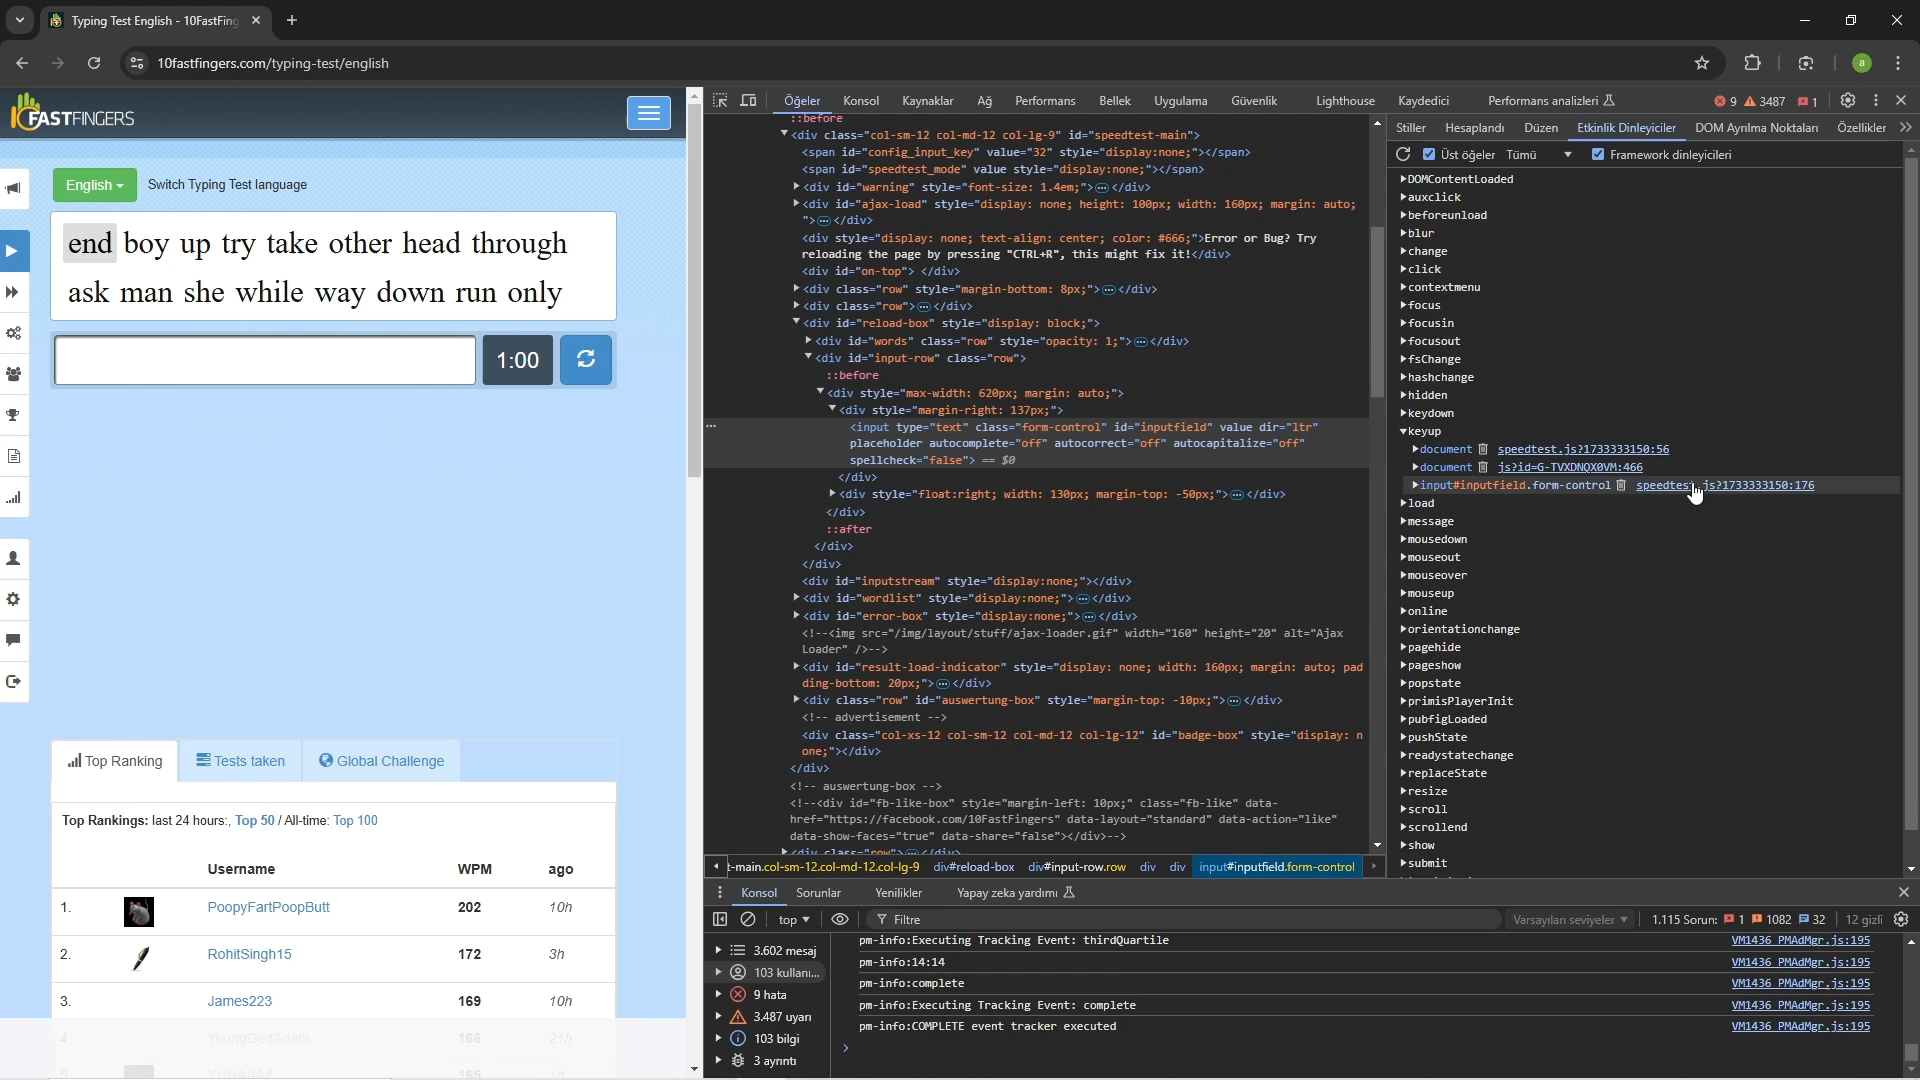 Typing Test English - 10FastFing
10fastfingers.com/typing-test/english
a
FASTFINGERS
English
Switch Typing Test language
end boy up try take other head through
ask man she while way down run only
1:00
Top Ranking
Tests taken
Global Challenge
Top Rankings: last 24 hours:, Top 50 / All-time: Top 100
Username WPM ago
1. PoopyFartPoopButt 202 10h
2. RohitSingh15 172 3h
3. James223 169 10h
4. YoungGodAdam 166 21h
Öğeler Konsol Kaynaklar Ağ Performans Bellek Uygulama Güvenlik Lighthouse Kaydedici Performans analizleri 9 3487 1
::before
<div class="col-sm-12 col-md-12 col-lg-9" id="speedtest-main">
<span id="config_input_key" value="32" style="display:none;"></span>
<span id="speedtest_mode" value style="display:none;"></span>
<div id="warning" style="font-size: 1.4em;">…</div>
<div id="ajax-load" style="display: none; height: 100px; width: 160px; margin: auto;
">…</div>
<div style="display: none; text-align: center; color: #666;">Error or Bug? Try
reloading the page by pressing "CTRL+R", this might fix it!</div>
<div id="on-top"> </div>
<div class="row" style="margin-bottom: 8px;">…</div>
<div class="row">…</div>
<div id="reload-box" style="display: block;">
<div id="words" class="row" style="opacity: 1;">…</div>
<div id="input-row" class="row">
::before
<div style="max-width: 620px; margin: auto;">
<div style="margin-right: 137px;">
<input type="text" class="form-control" id="inputfield" value dir="ltr"
placeholder autocomplete="off" autocorrect="off" autocapitalize="off"
spellcheck="false"> == $0
</div>
<div style="float:right; width: 130px; margin-top: -50px;">…</div>
</div>
::after
</div>
</div>
<div id="inputstream" style="display:none;"></div>
<div id="wordlist" style="display:none;">…</div>
<div id="error-box" style="display:none;">…</div>
<!--<img src="/img/layout/stuff/ajax-loader.gif" width="160" height="20" alt="Ajax
Loader" />-->
<div id="result-load-indicator" style="display: none; width: 160px; margin: auto; pad
ding-bottom: 20px;">…</div>
<div class="row" id="auswertung-box" style="margin-top: -10px;">…</div>
<!-- advertisement -->
<div class="col-xs-12 col-sm-12 col-md-12 col-lg-12" id="badge-box" style="display: n
one;"></div>
</div>
<!-- auswertung-box -->
<!--<div id="fb-like-box" style="margin-left: 10px;" class="fb-like" data-
href="https://facebook.com/10FastFingers" data-layout="standard" data-action="like"
data-show-faces="true" data-share="false"></div>-->
<div class="row">…</div>
t-main.col-sm-12.col-md-12.col-lg-9 div#reload-box div#input-row.row div div input#inputfield.form-control
Stiller Hesaplandı Düzen Etkinlik Dinleyiciler DOM Ayrılma Noktaları Özellikler
Üst öğeler Tümü Framework dinleyicileri
DOMContentLoaded
auxclick
beforeunload
blur
change
click
contextmenu
focus
focusin
focusout
fsChange
hashchange
hidden
keydown
keyup
document speedtest.js?1733333150:56
document js?id=G-TVXDNQX0VM:466
input#inputfield.form-control speedtest.js?1733333150:176
load
message
mousedown
mouseout
mouseover
mouseup
online
orientationchange
pagehide
pageshow
popstate
primisPlayerInit
pubfigLoaded
pushState
readystatechange
replaceState
resize
scroll
scrollend
show
submit
Konsol Sorunlar Yenilikler Yapay zeka yardımı
top Filtre Varsayılan seviyeler 1.115 Sorun: 1 1082 32 12 gizli
3.602 mesaj
103 kullanı...
9 hata
3.487 uyarı
103 bilgi
3 ayrıntı
pm-info:Executing Tracking Event: thirdQuartile VM1436 PMAdMgr.js:195
pm-info:14:14 VM1436 PMAdMgr.js:195
pm-info:complete VM1436 PMAdMgr.js:195
pm-info:Executing Tracking Event: complete VM1436 PMAdMgr.js:195
pm-info:COMPLETE event tracker executed VM1436 PMAdMgr.js:195